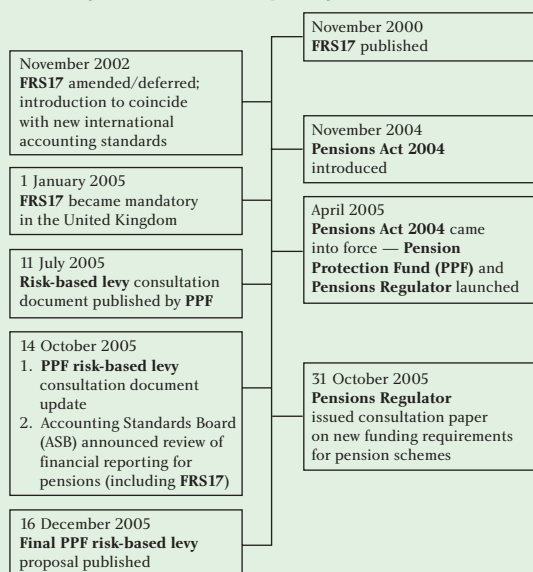 November 2000
FRS17 published
November 2002
FRS17 amended/deferred;
introduction to coincide
with new international
accounting standards
November 2004
Pensions Act 2004
introduced
1 January 2005
FRS17 became mandatory
in the United Kingdom
April 2005
Pensions Act 2004 came
into force — Pension
Protection Fund (PPF) and
Pensions Regulator launched
11 July 2005
Risk-based levy consultation
document published by PPF
14 October 2005
1. PPF risk-based levy
consultation document
update
2. Accounting Standards Board
(ASB) announced review of
financial reporting for
pensions (including FRS17)
31 October 2005
Pensions Regulator
issued consultation paper
on new funding requirements
for pension schemes
16 December 2005
Final PPF risk-based levy
proposal published